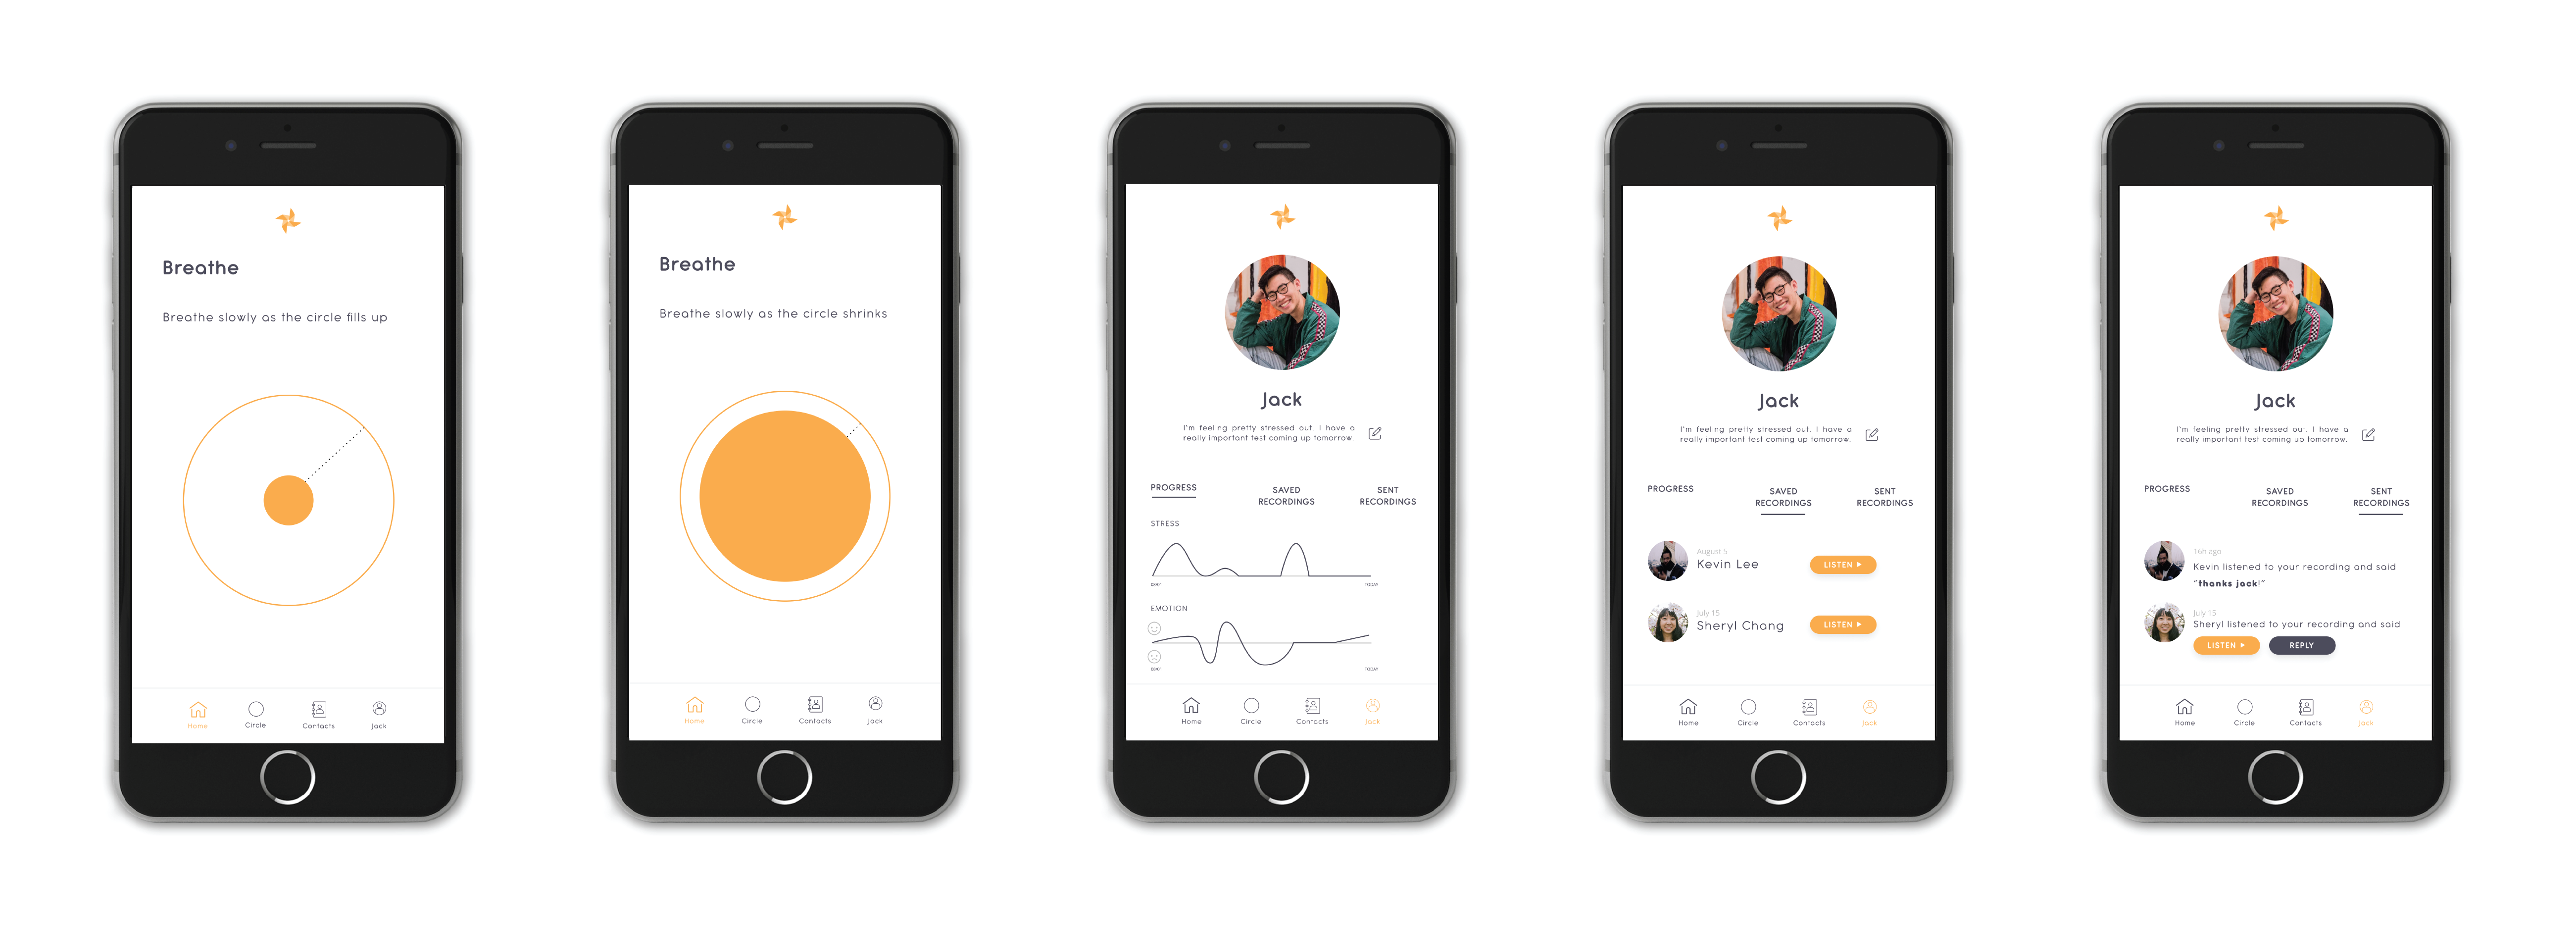 Breathe
Breathe slowly as the circle fills up
Home
Circle
Contacts
Jack
Breathe
Breathe slowly as the circle shrinks
Home
Circle
Contacts
Jack
Jack
I'm feeling pretty stressed out. I have a
really important test coming up tomorrow.
PROGRESS
SAVED
RECORDINGS
SENT
RECORDINGS
STRESS
08/01
TODAY
EMOTION
08/01
TODAY
Home
Circle
Contacts
Jack
Jack
I'm feeling pretty stressed out. I have a
really important test coming up tomorrow.
PROGRESS
SAVED
RECORDINGS
SENT
RECORDINGS
August 5
Kevin Lee
LISTEN
July 15
Sheryl Chang
LISTEN
Home
Circle
Contacts
Jack
Jack
I'm feeling pretty stressed out. I have a
really important test coming up tomorrow.
PROGRESS
SAVED
RECORDINGS
SENT
RECORDINGS
16h ago
Kevin listened to your recording and said
"thanks jack!"
July 15
Sheryl listened to your recording and said
LISTEN
REPLY
Home
Circle
Contacts
Jack